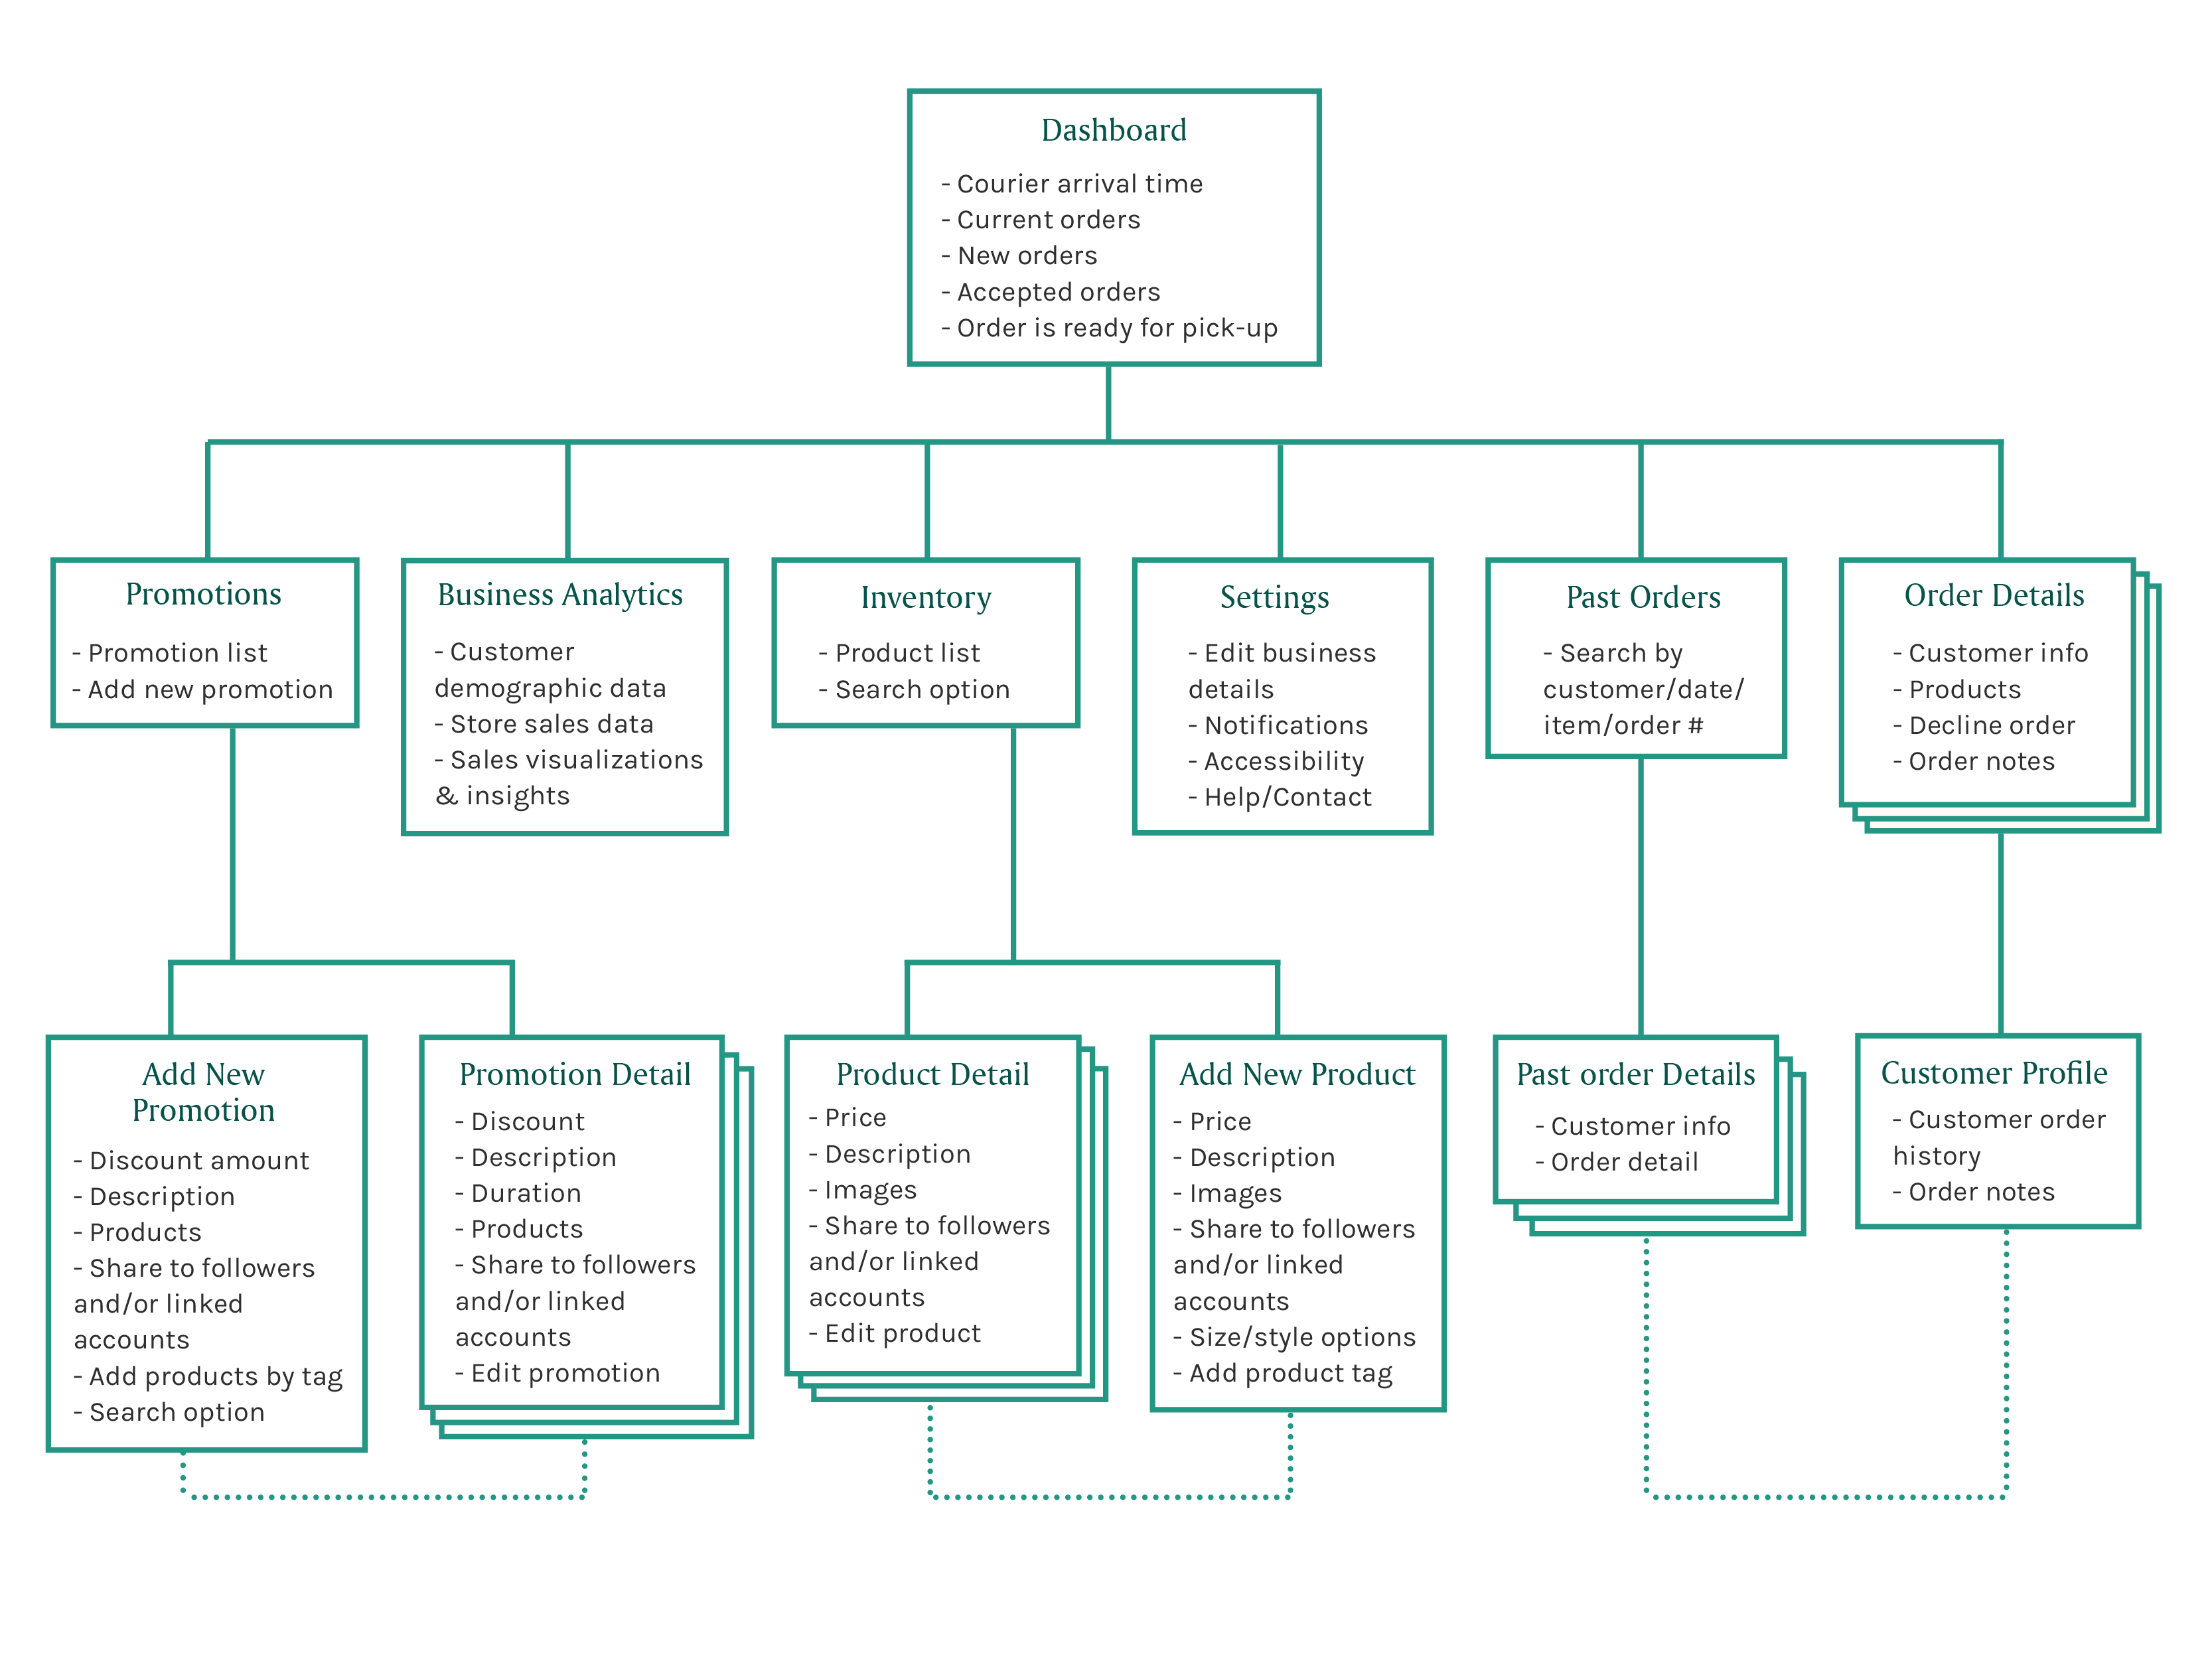 Dashboard
- Courier arrival time
- Current orders
- New orders
- Accepted orders
- Order is ready for pick-up
Promotions
- Promotion list
- Add new promotion
Business Analytics
- Customer
demographic data
- Store sales data
- Sales visualizations
& insights
Inventory
- Product list
- Search option
Settings
- Edit business
details
- Notifications
- Accessibility
- Help/Contact
Past Orders
- Search by
customer/date/
item/order #
Order Details
- Customer info
- Products
- Decline order
- Order notes
Add New
Promotion
- Discount amount
- Description
- Products
- Share to followers
and/or linked
accounts
- Add products by tag
- Search option
Promotion Detail
- Discount
- Description
- Duration
- Products
- Share to followers
and/or linked
accounts
- Edit promotion
Product Detail
- Price
- Description
- Images
- Share to followers
and/or linked
accounts
- Edit product
Add New Product
- Price
- Description
- Images
- Share to followers
and/or linked
accounts
- Size/style options
- Add product tag
Past order Details
- Customer info
- Order detail
Customer Profile
- Customer order
history
- Order notes